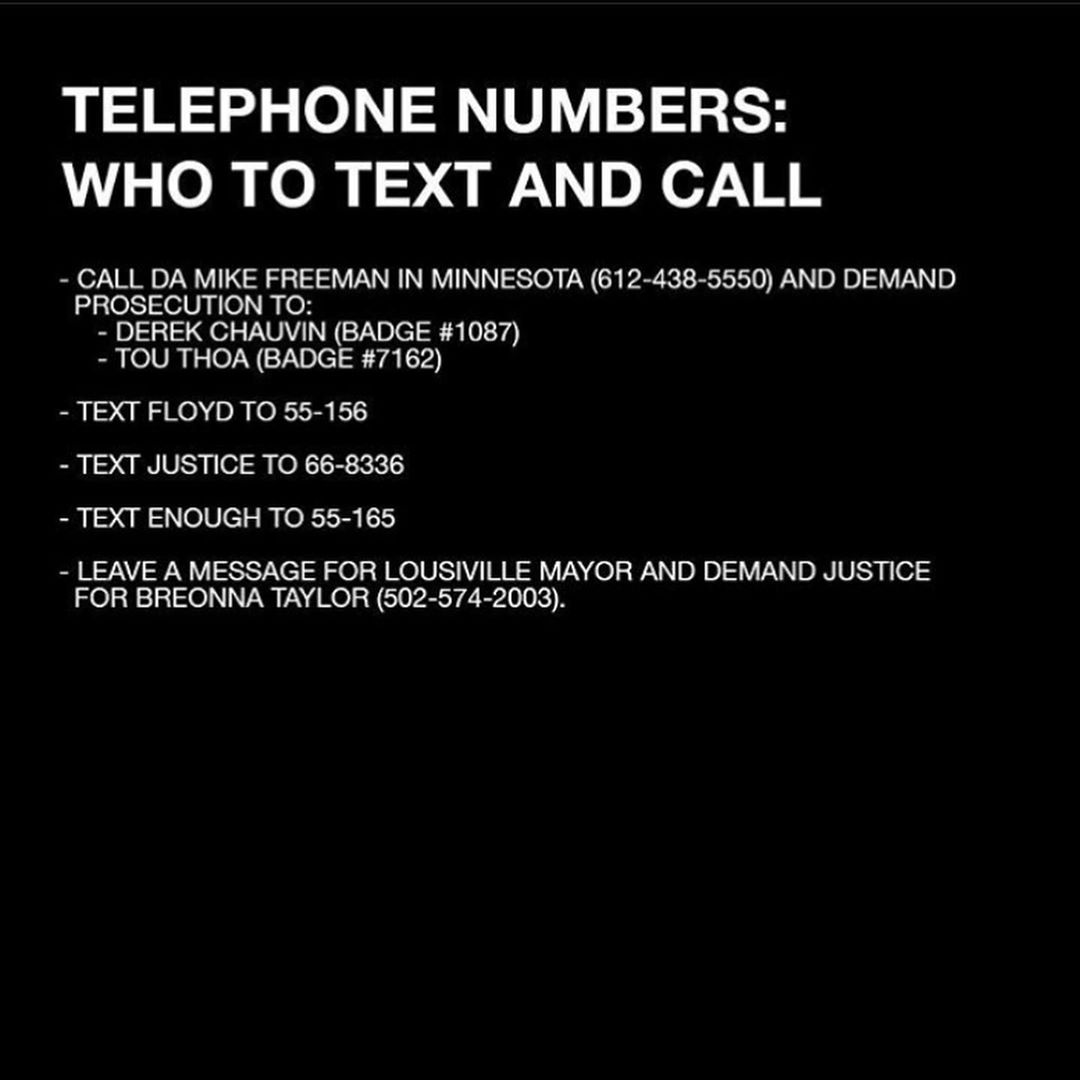 TELEPHONE NUMBERS:
WHO TO TEXT AND CALL
- CALL DA MIKE FREEMAN IN MINNESOTA (612-438-5550) AND DEMAND
PROSECUTION TO:
- DEREK CHAUVIN (BADGE #1087)
- TOU THOA (BADGE #7162)
- TEXT FLOYD TO 55-156
- TEXT JUSTICE TO 66-8336
- TEXT ENOUGH TO 55-165
- LEAVE A MESSAGE FOR LOUSIVILLE MAYOR AND DEMAND JUSTICE
FOR BREONNA TAYLOR (502-574-2003).